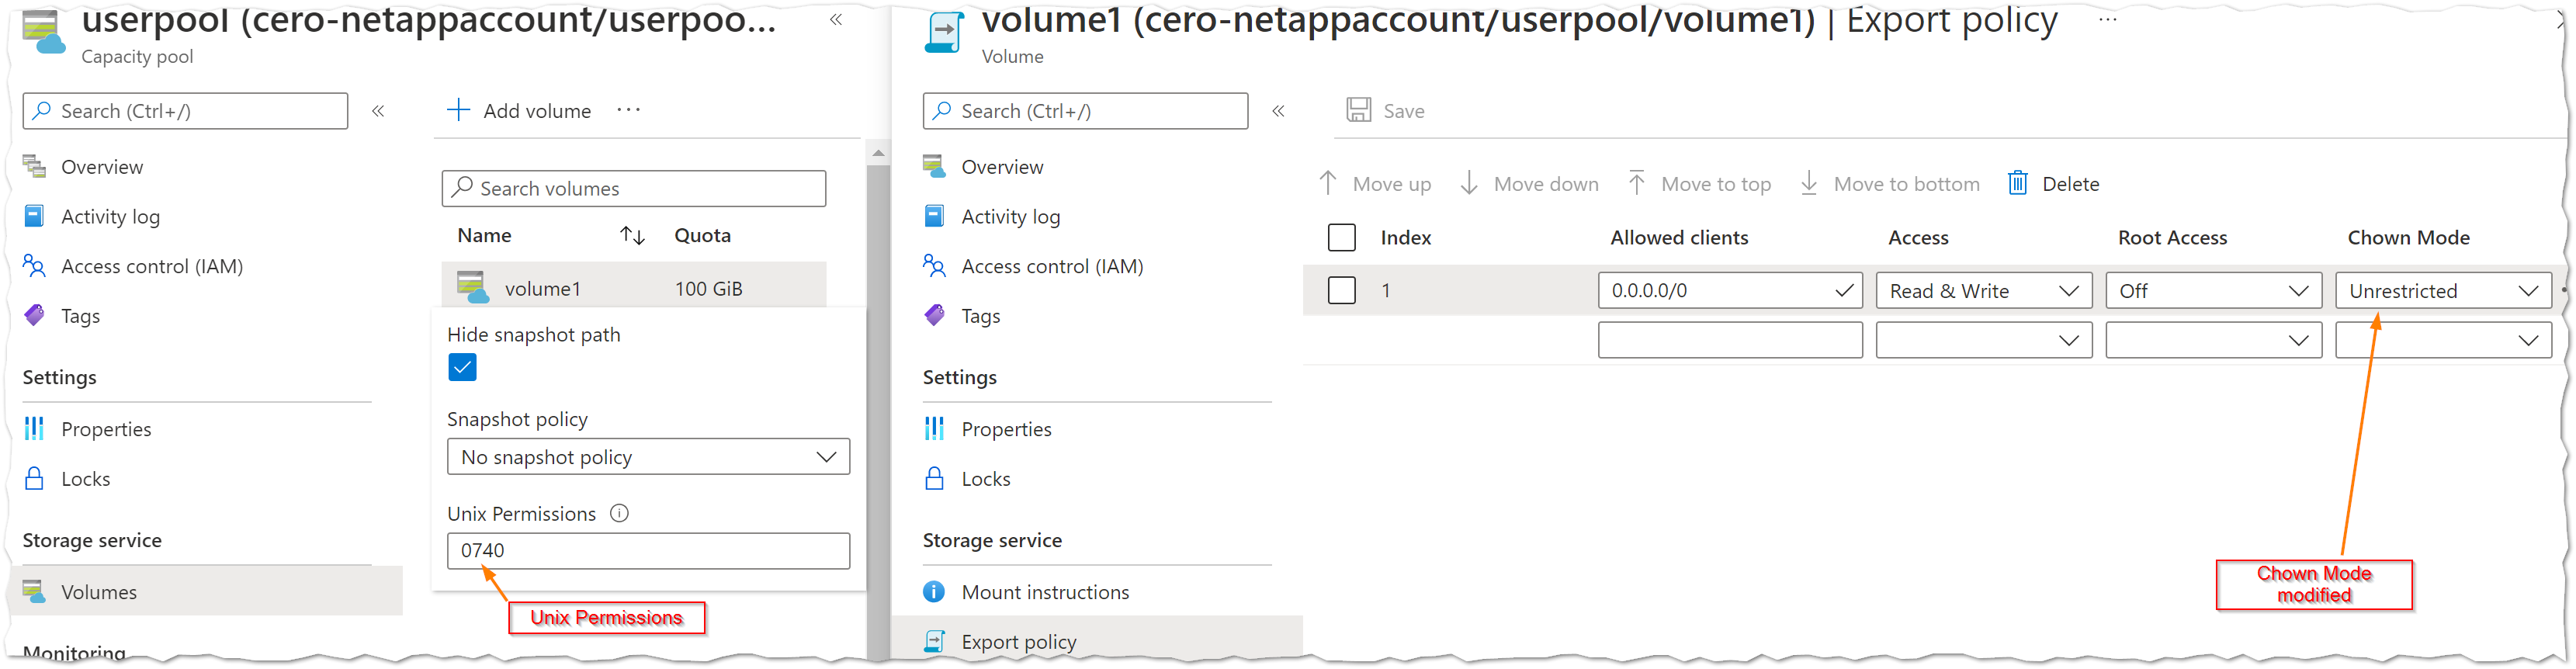 userpool (cero-netappaccount/userpoo...
Capacity pool
Search (Ctrl+/)
Overview
Activity log
Access control (IAM)
Tags
Settings
Properties
Locks
Storage service
Volumes
Monitoring
Add volume
Search volumes
Name Quota
volume1 100 GiB
Hide snapshot path
Snapshot policy
No snapshot policy
Unix Permissions
0740
Unix Permissions
volume1 (cero-netappaccount/userpool/volume1) | Export policy ...
Volume
Search (Ctrl+/)
Overview
Activity log
Access control (IAM)
Tags
Settings
Properties
Locks
Storage service
Mount instructions
Export policy
Save
Move up Move down Move to top Move to bottom Delete
Index Allowed clients Access Root Access Chown Mode
1 0.0.0.0/0 Read & Write Off Unrestricted
Chown Mode
modified